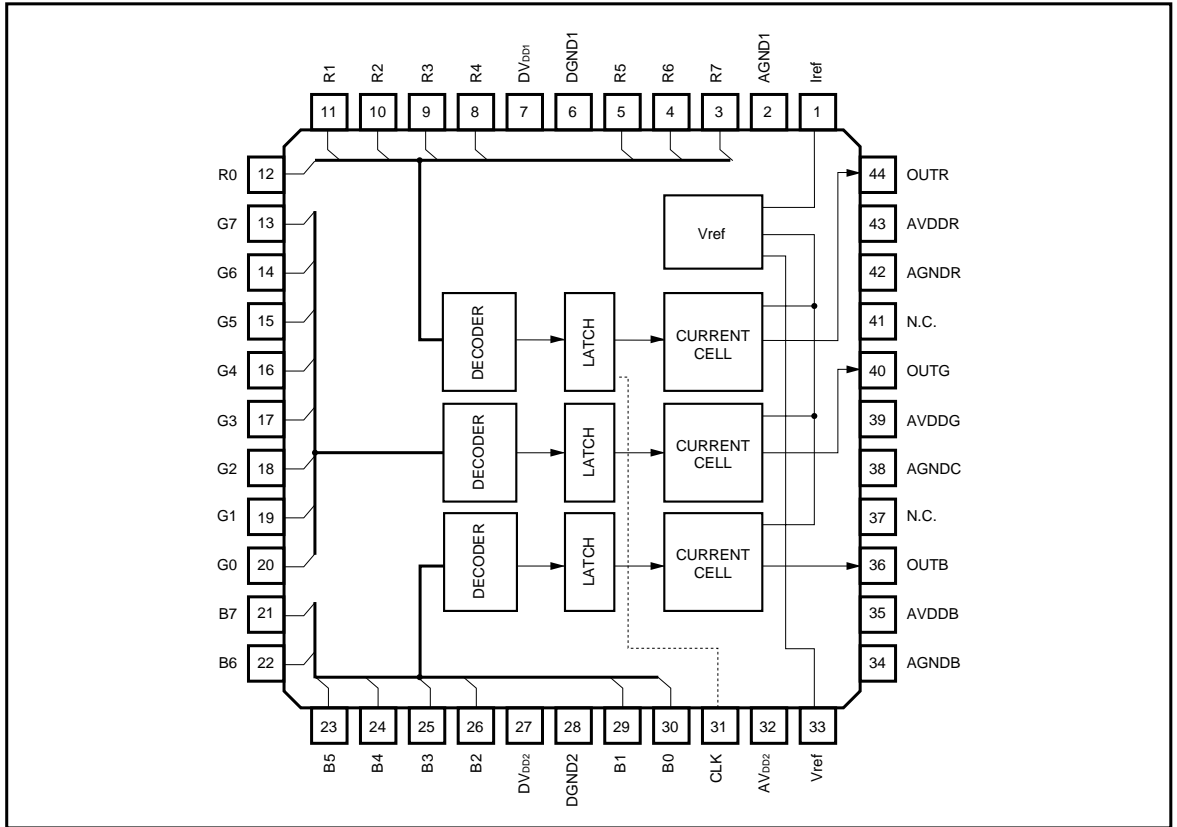 R1 R2 R3 R4 DVDD1 DGND1 R5 R6 R7 AGND1 Iref
11 10 9 8 7 6 5 4 3 2 1
R0 12
G7 13
G6 14
G5 15
G4 16
G3 17
G2 18
G1 19
G0 20
B7 21
B6 22
Vref
DECODER LATCH CURRENT
CELL
DECODER LATCH CURRENT
CELL
DECODER LATCH CURRENT
CELL
44 OUTR
43 AVDDR
42 AGNDR
41 N.C.
40 OUTG
39 AVDDG
38 AGNDC
37 N.C.
36 OUTB
35 AVDDB
34 AGNDB
23 24 25 26 27 28 29 30 31 32 33
B5 B4 B3 B2 DVDD2 DGND2 B1 B0 CLK AVDD2 Vref